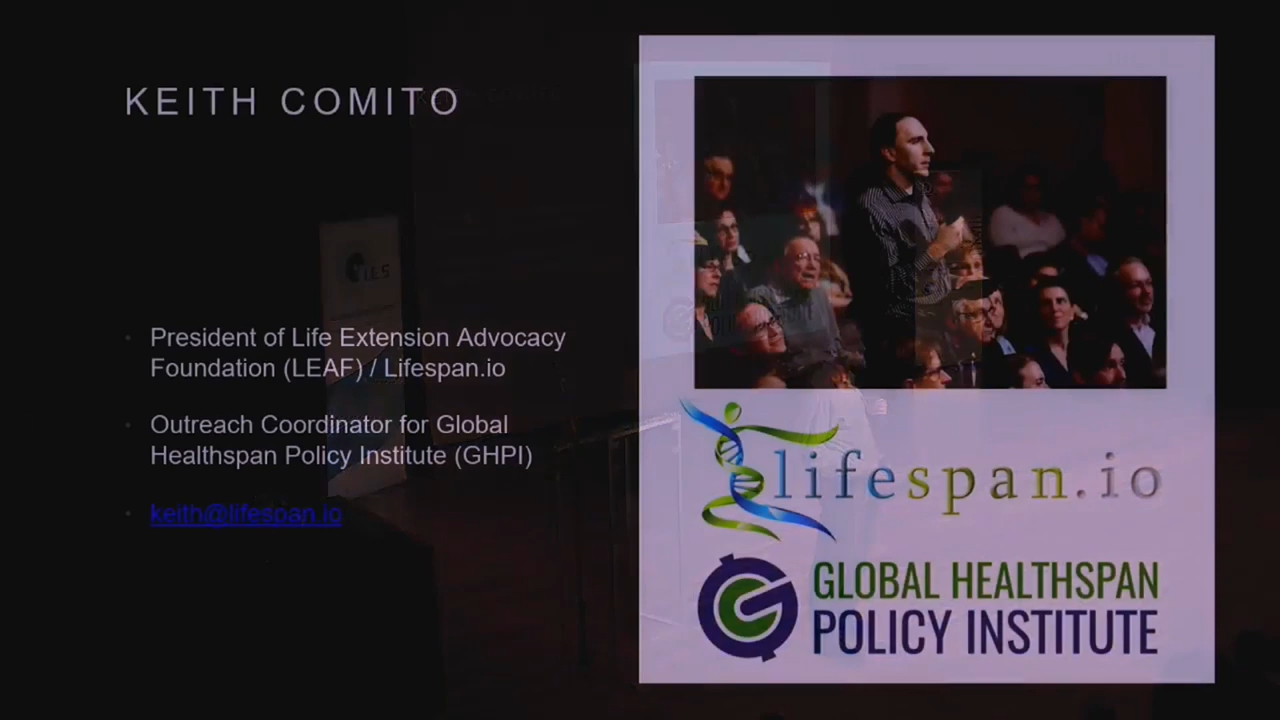 KEITH COMITO
President of Life Extension Advocacy
Foundation (LEAF) / Lifespan.io
Outreach Coordinator for Global
Healthspan Policy Institute (GHPI)
keith@lifespan.io
lifespan.io
GLOBAL HEALTHSPAN
POLICY INSTITUTE